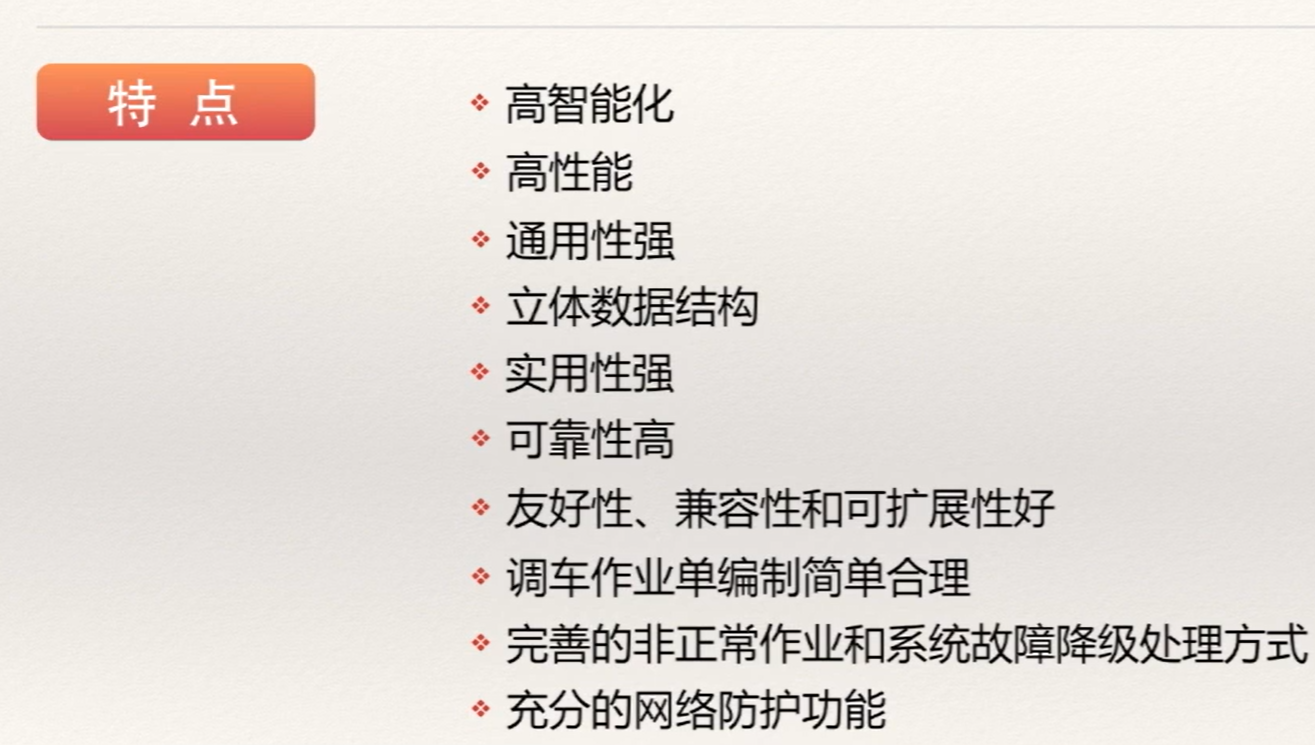 特 点
高智能化
高性能
通用性强
立体数据结构
实用性强
可靠性高
友好性、兼容性和可扩展性好
调车作业单编制简单合理
完善的非正常作业和系统故障降级处理方式
充分的网络防护功能